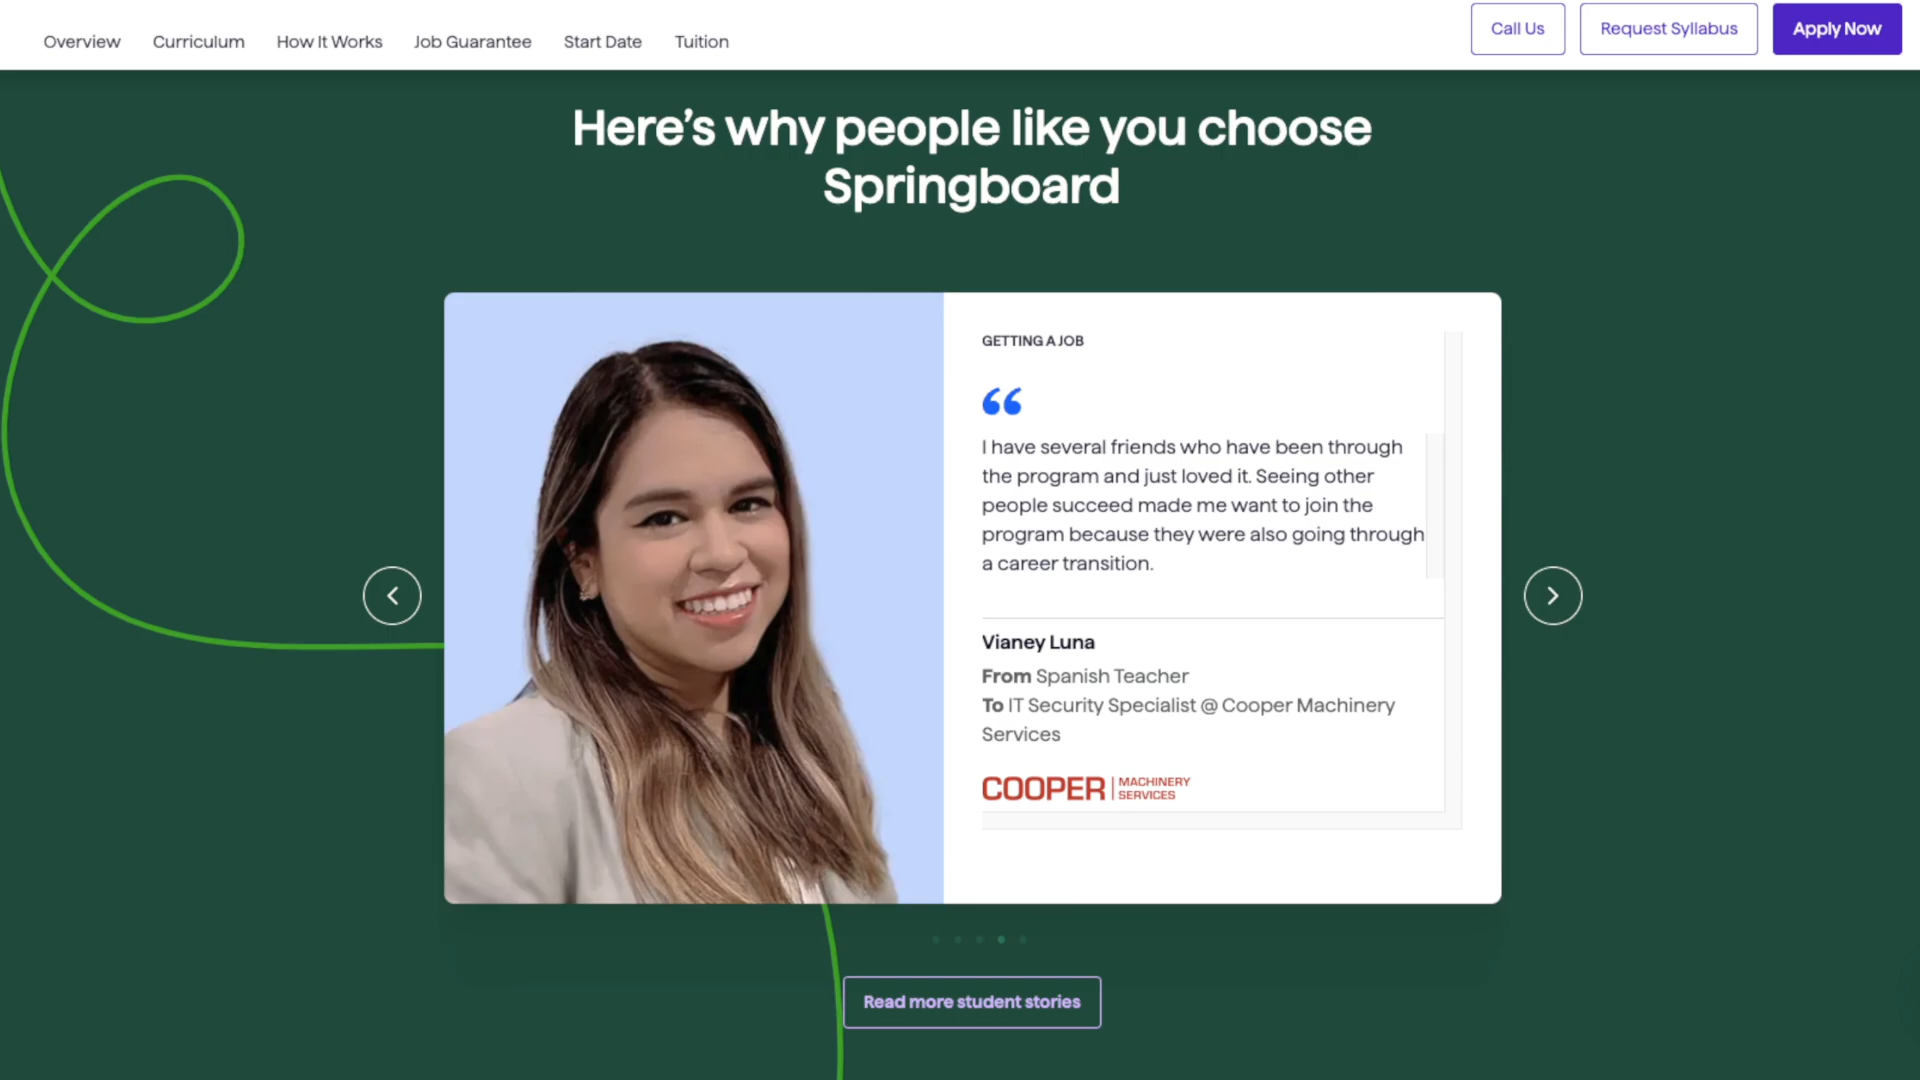 Overview Curriculum How It Works Job Guarantee Start Date Tuition Call Us Request Syllabus Apply Now
Here’s why people like you choose
Springboard
GETTING A JOB
“
I have several friends who have been through
the program and just loved it. Seeing other
people succeed made me want to join the
program because they were also going through
a career transition.
Vianey Luna
From Spanish Teacher
To IT Security Specialist @ Cooper Machinery
Services
COOPER MACHINERY
SERVICES
Read more student stories